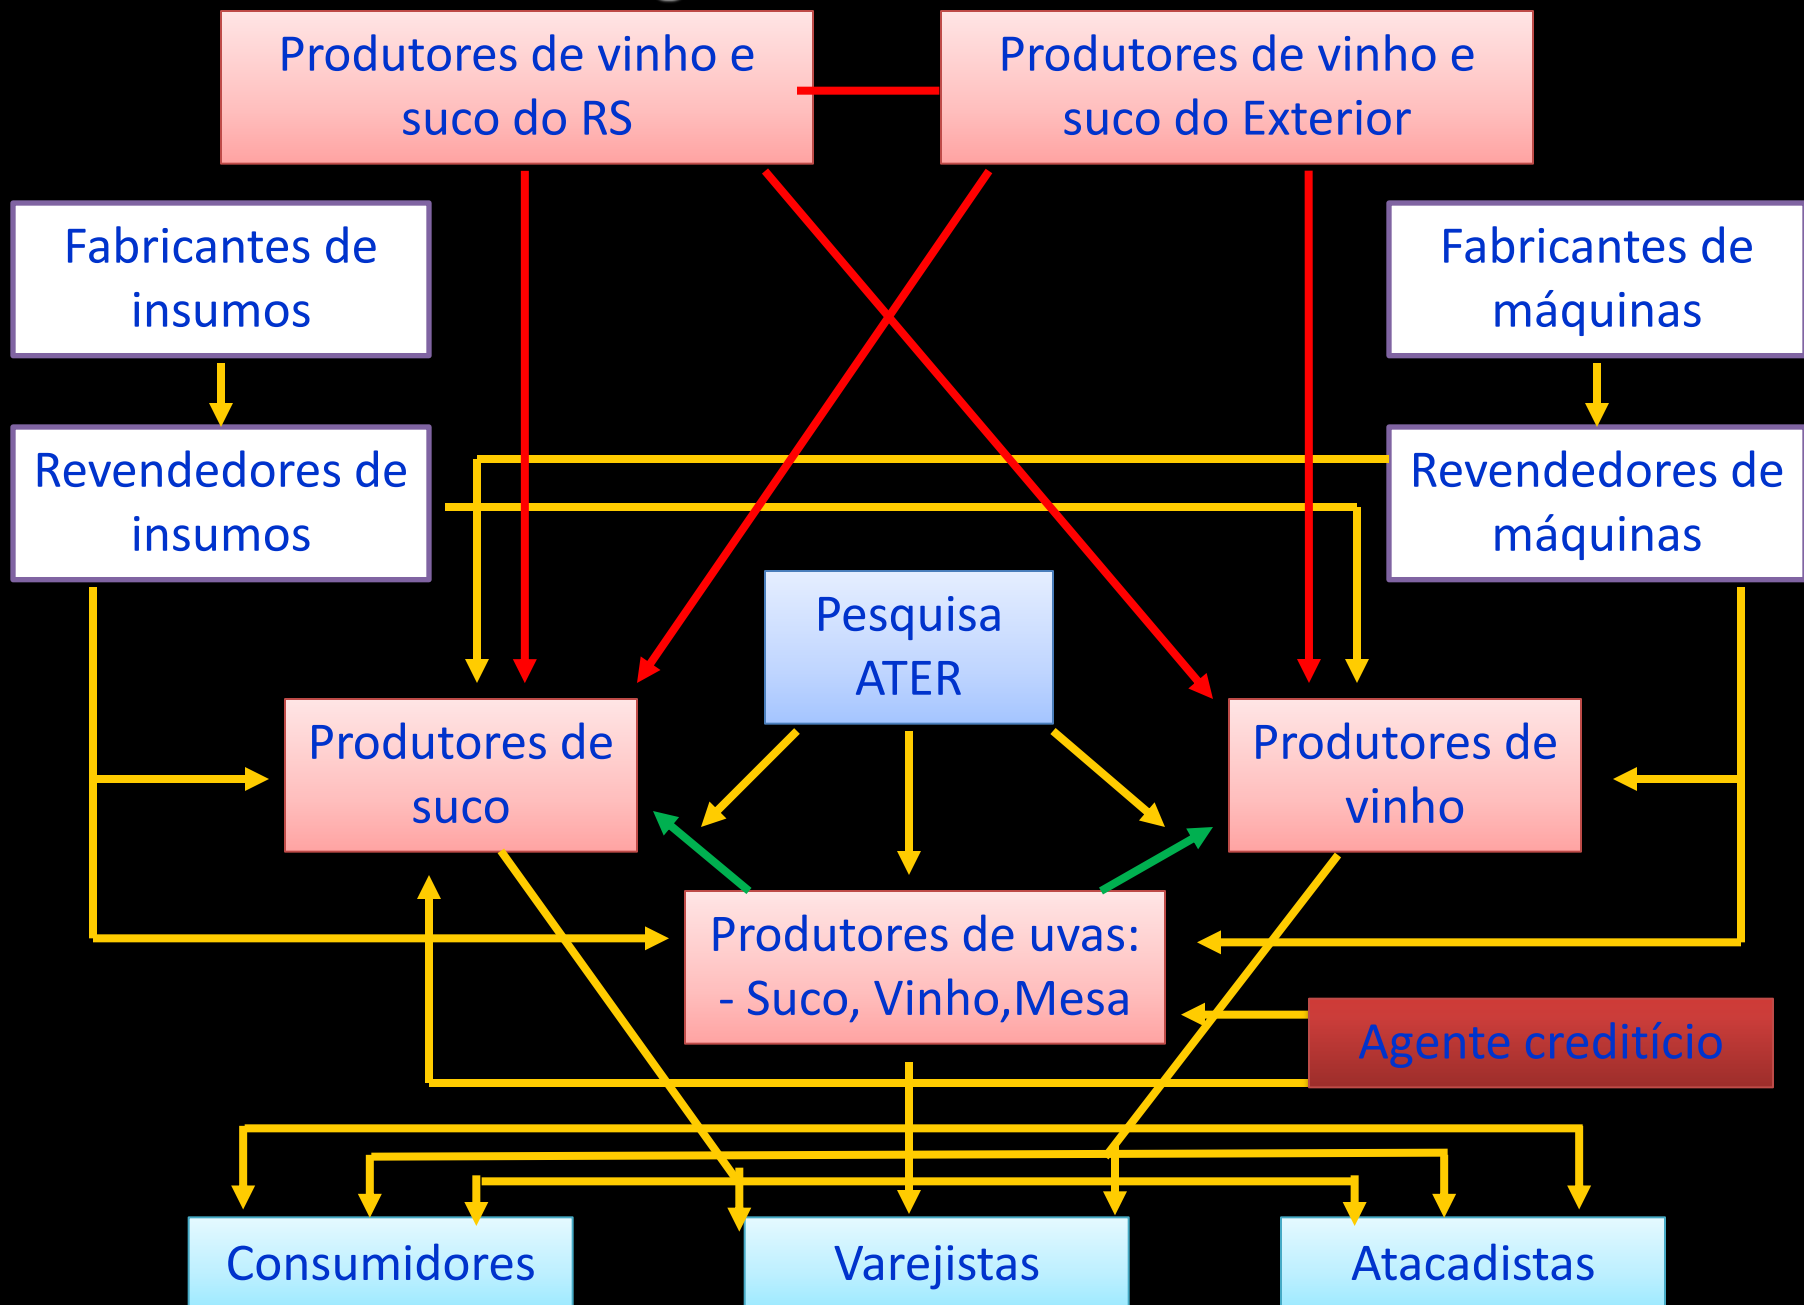 Produtores de vinho e
suco do RS
Produtores de vinho e
suco do Exterior
Fabricantes de
insumos
Fabricantes de
máquinas
Revendedores de
insumos
Revendedores de
máquinas
Pesquisa
ATER
Produtores de
suco
Produtores de
vinho
Produtores de uvas:
- Suco, Vinho,Mesa
Agente creditício
Consumidores
Varejistas
Atacadistas